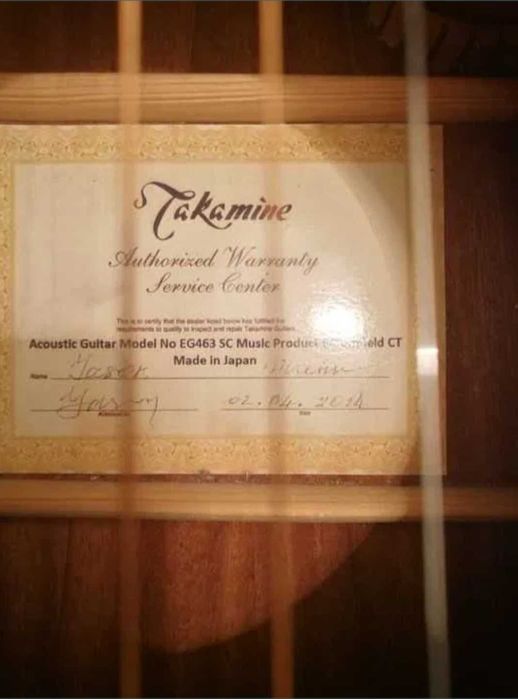 Takamine
Authorized Warranty
Service Center
This is to certify that the dealer listed below has fulfilled the
requirements to qualify to inspect and repair Takamine Guitars.
Acoustic Guitar Model No EG463 SC Music Product CT
Made in Japan
Name Yaser
02.04.2014
Date